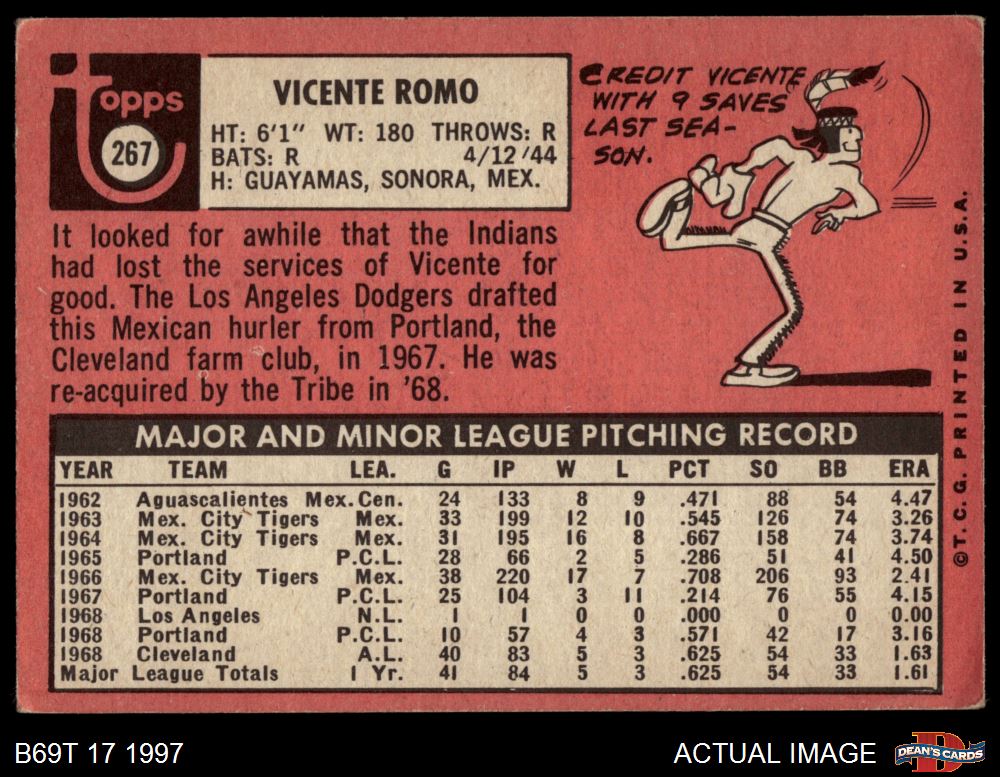 topps
267
VICENTE ROMO
HT: 6'1" WT: 180 THROWS: R
BATS: R 4/12/44
H: GUAYAMAS, SONORA, MEX.
CREDIT VICENTE
WITH 9 SAVES
LAST SEA-
SON.
It looked for awhile that the Indians
had lost the services of Vicente for
good. The Los Angeles Dodgers drafted
this Mexican hurler from Portland, the
Cleveland farm club, in 1967. He was
re-acquired by the Tribe in '68.
MAJOR AND MINOR LEAGUE PITCHING RECORD
YEAR TEAM LEA. G IP W L PCT SO BB ERA
1962 Aguascalientes Mex. Cen. 24 133 8 9 .471 88 54 4.47
1963 Mex. City Tigers Mex. 33 199 12 10 .545 126 74 3.26
1964 Mex. City Tigers Mex. 31 195 16 8 .667 158 74 3.74
1965 Portland P.C.L. 28 66 2 5 .286 51 41 4.50
1966 Mex. City Tigers Mex. 38 220 17 7 .708 206 93 2.41
1967 Portland P.C.L. 25 104 3 11 .214 76 55 4.15
1968 Los Angeles N.L. 1 1 0 0 .000 0 0 0.00
1968 Portland P.C.L. 10 57 4 3 .571 42 17 3.16
1968 Cleveland A.L. 40 83 5 3 .625 54 33 1.63
Major League Totals 1 Yr. 41 84 5 3 .625 54 33 1.61
©T.C.G. PRINTED IN U.S.A.
B69T 17 1997
ACTUAL IMAGE
D
DEAN'S CARDS